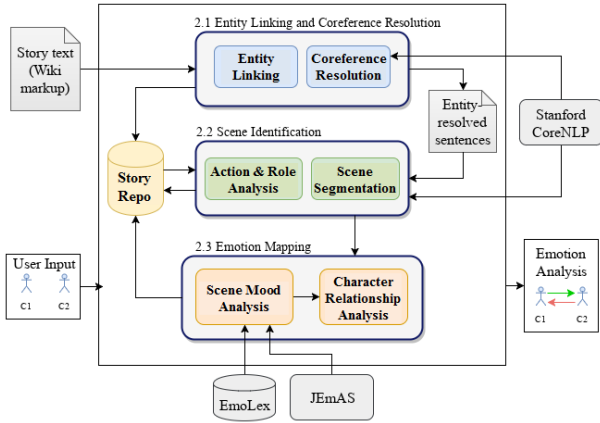 2.1 Entity Linking and Coreference Resolution
Story text
(Wiki
markup)
Entity
Linking
Coreference
Resolution
Entity-
resolved
sentences
Stanford
CoreNLP
2.2 Scene Identification
Story
Repo
Action & Role
Analysis
Scene
Segmentation
2.3 Emotion Mapping
User Input
C1
C2
Scene Mood
Analysis
Character
Relationship
Analysis
Emotion
Analysis
C1
C2
EmoLex
JEmAS